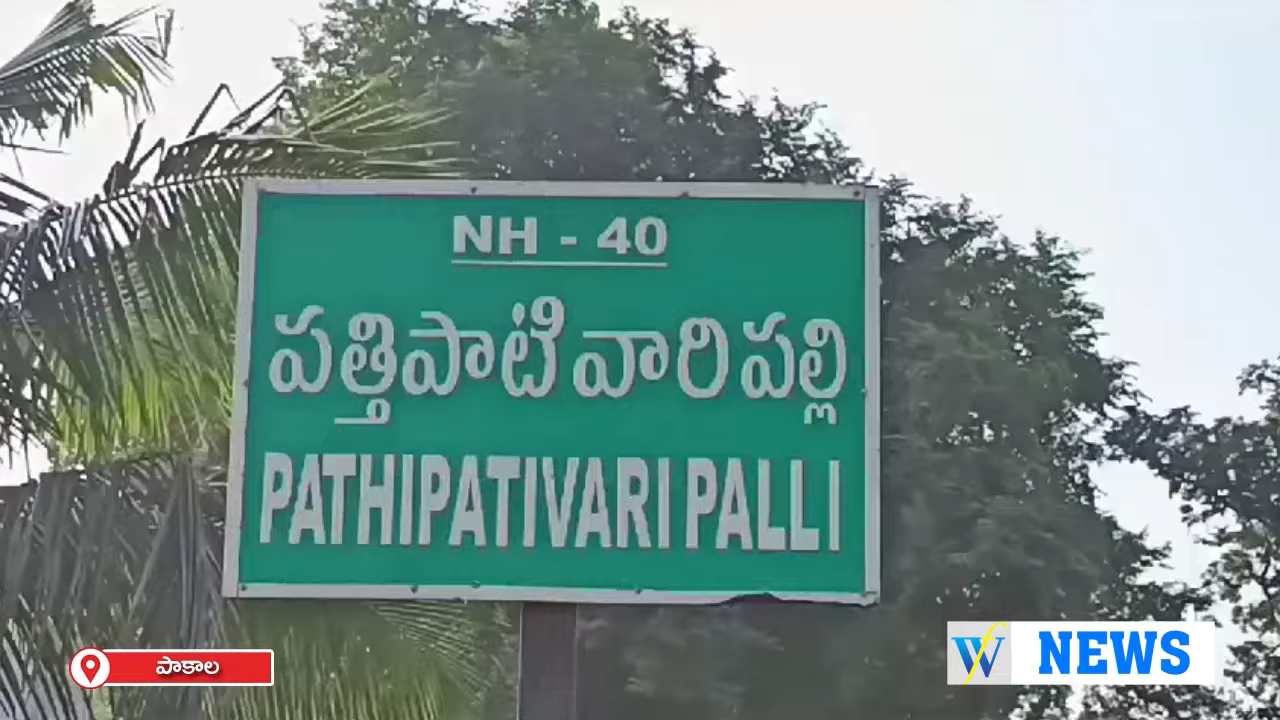 NH - 40
పత్తిపాటి వారి పల్లి
PATHIPATIVARI PALLI
పాకాల
NEWS